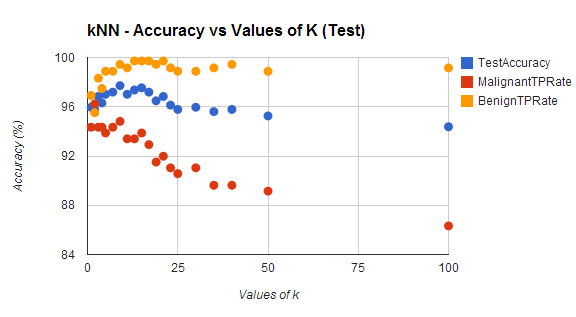 kNN - Accuracy vs Values of K (Test)
100
96
92
88
84
Accuracy (%)
0
25
50
75
100
Values of k
TestAccuracy
MalignantTPRate
BenignTPRate